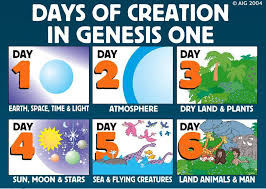 © AIG 2004
DAYS OF CREATION
IN GENESIS ONE
DAY
1
EARTH, SPACE, TIME & LIGHT
DAY
2
ATMOSPHERE
DAY
3
DRY LAND & PLANTS
DAY
4
SUN, MOON & STARS
DAY
5
SEA & FLYING CREATURES
DAY
6
LAND ANIMALS & MAN